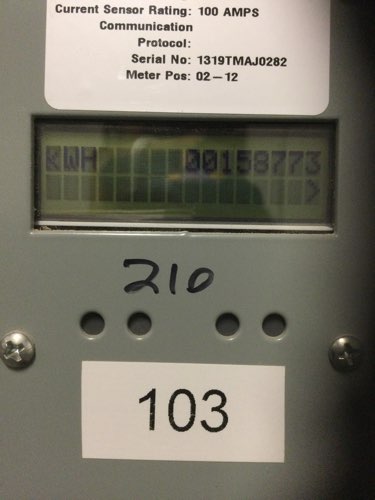 Current Sensor Rating: 100 AMPS
Communication
Protocol:
Serial No: 1319TMAJ0282
Meter Pos: 02-12
KWH 00158773
>
210
103